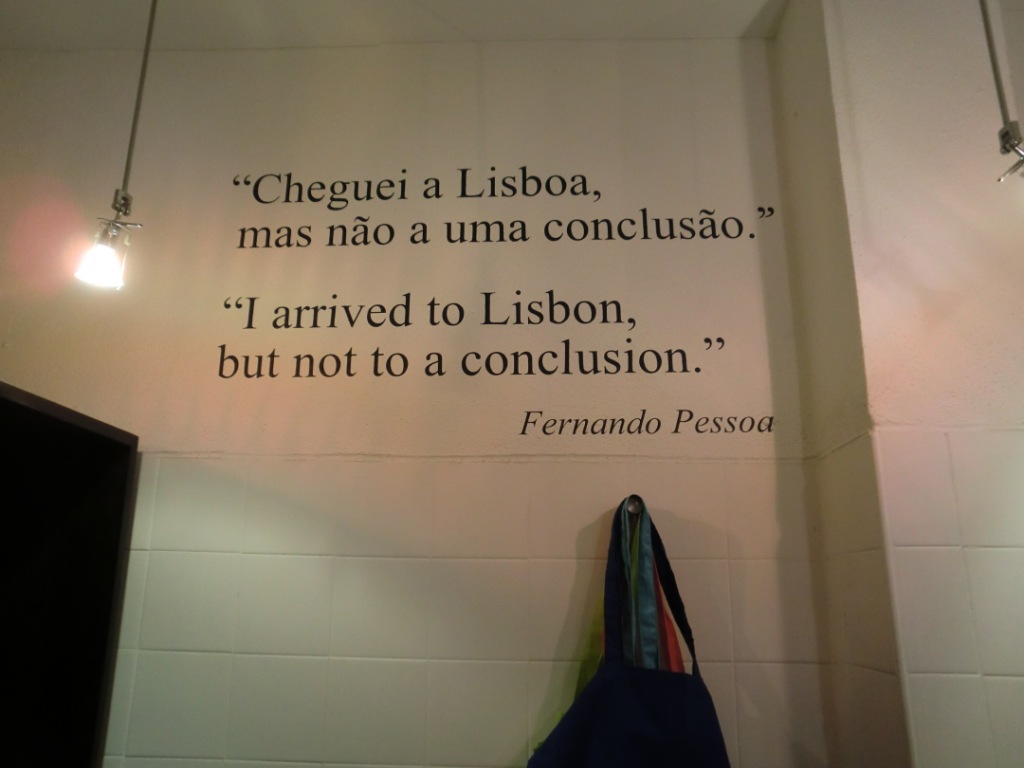 “Cheguei a Lisboa,
mas não a uma conclusão.”
“I arrived to Lisbon,
but not to a conclusion.”
Fernando Pessoa